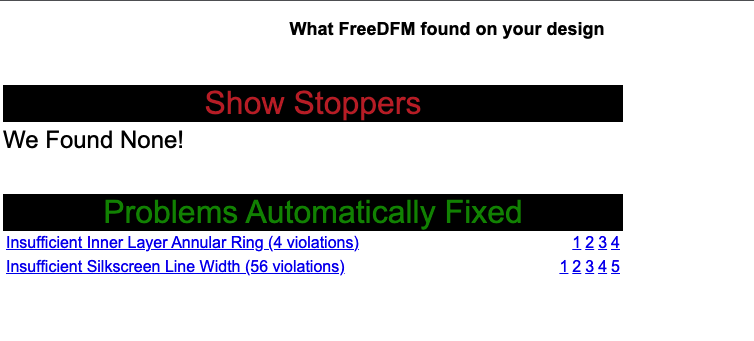 What FreeDFM found on your design
Show Stoppers
We Found None!
Problems Automatically Fixed
Insufficient Inner Layer Annular Ring (4 violations) 1 2 3 4
Insufficient Silkscreen Line Width (56 violations) 1 2 3 4 5